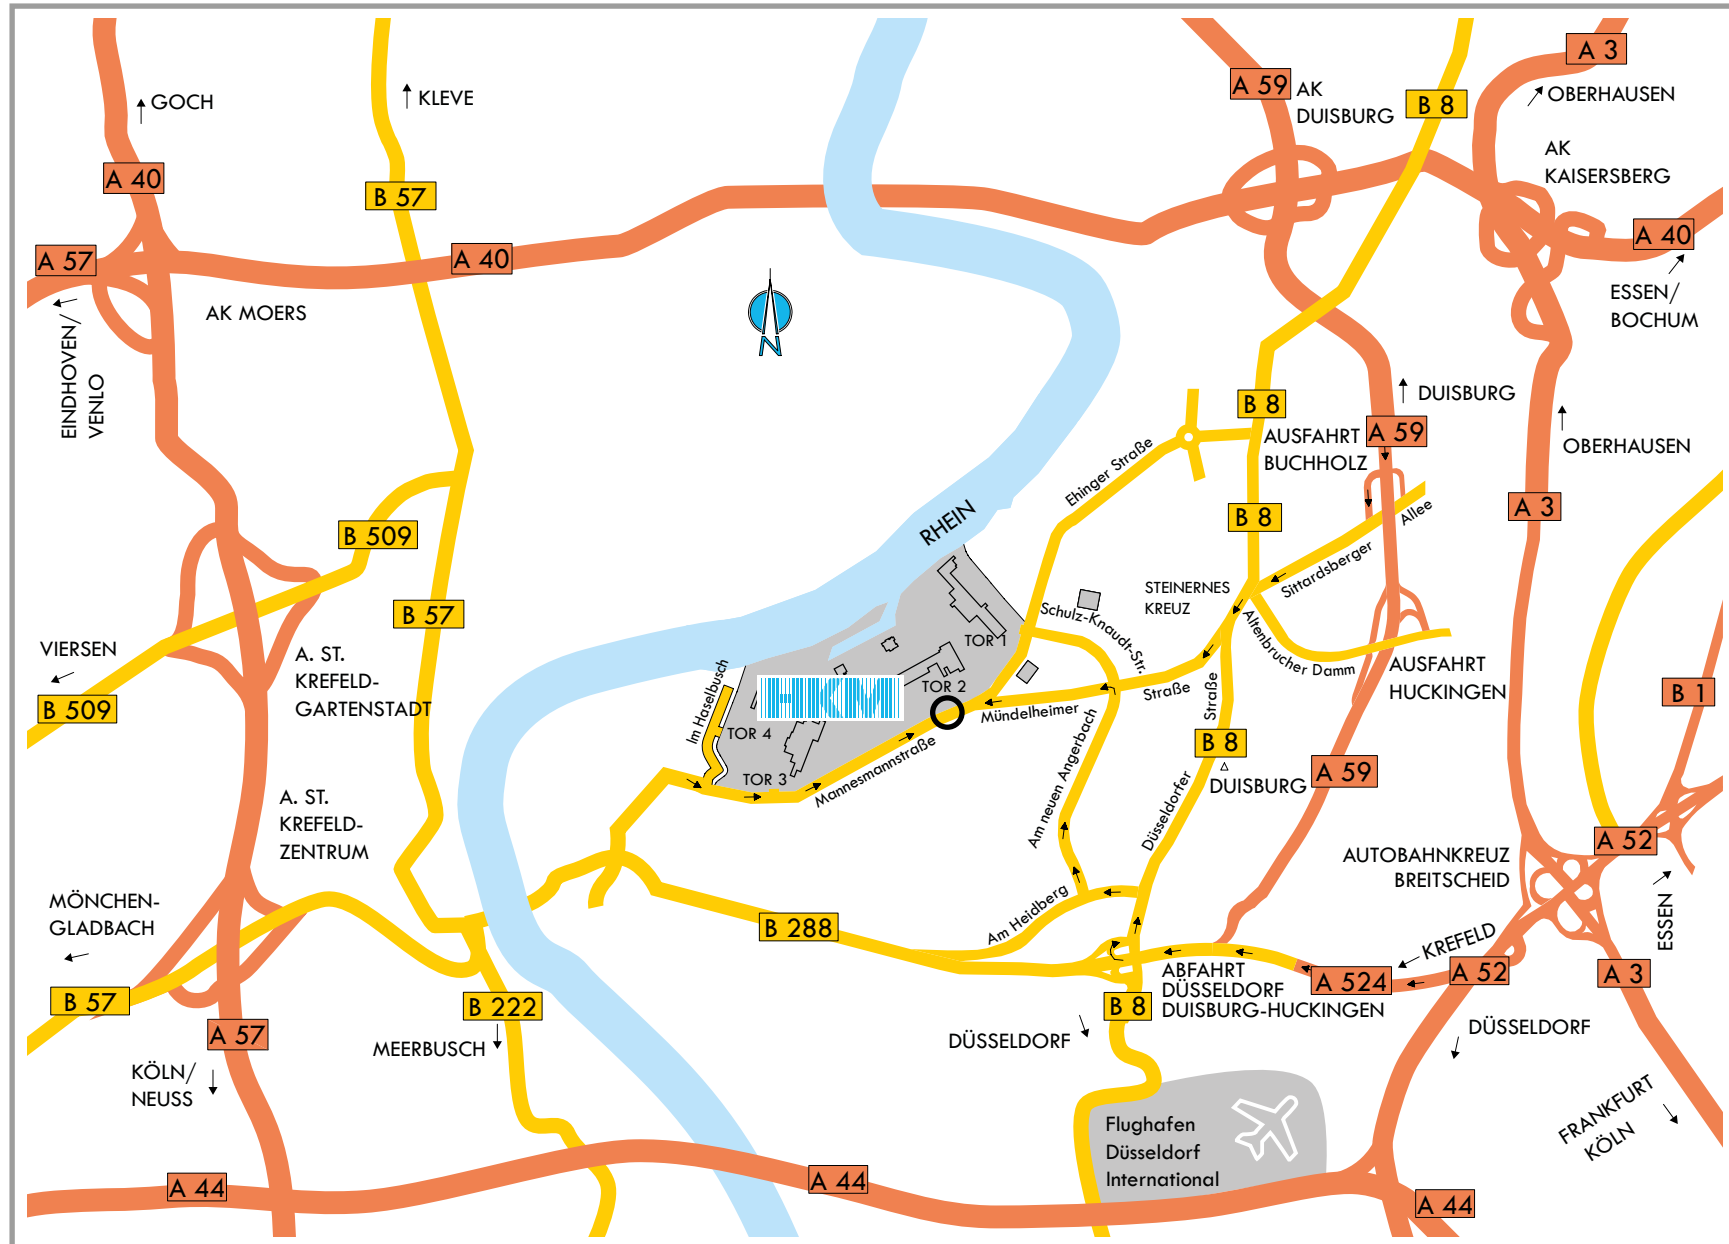 A 3
A 59
AK
DUISBURG
B 8
OBERHAUSEN
GOCH
KLEVE
AK
KAISERSBERG
A 40
B 57
A 57
A 40
A 40
AK MOERS
EINDHOVEN/
VENLO
ESSEN/
BOCHUM
N
B 8
DUISBURG
AUSFAHRT
BUCHHOLZ
A 59
OBERHAUSEN
Ehinger Straße
B 509
B 8
A 3
RHEIN
Sittardsberger
Allee
STEINERNES
KREUZ
B 57
Schulz-Knaudt-Str.
Altenbrucher Damm
TOR 1
VIERSEN
A. ST.
KREFELD-
GARTENSTADT
AUSFAHRT
HUCKINGEN
B 509
Im Haselbusch
HKM
TOR 2
Mündelheimer
Straße
Straße
B 1
TOR 4
B 8
TOR 3
Mannesmannstraße
Am neuen Angerbach
Düsseldorfer
DUISBURG
A 59
A. ST.
KREFELD-
ZENTRUM
A 52
AUTOBAHNKREUZ
BREITSCHEID
MÖNCHEN-
GLADBACH
Am Heidberg
B 288
ESSEN
KREFELD
B 57
B 222
B 8
ABFAHRT
DÜSSELDORF
DUISBURG-HUCKINGEN
A 524
A 52
A 3
A 57
MEERBUSCH
DÜSSELDORF
DÜSSELDORF
KÖLN/
NEUSS
FRANKFURT
KÖLN
Flughafen
Düsseldorf
International
A 44
A 44
A 44